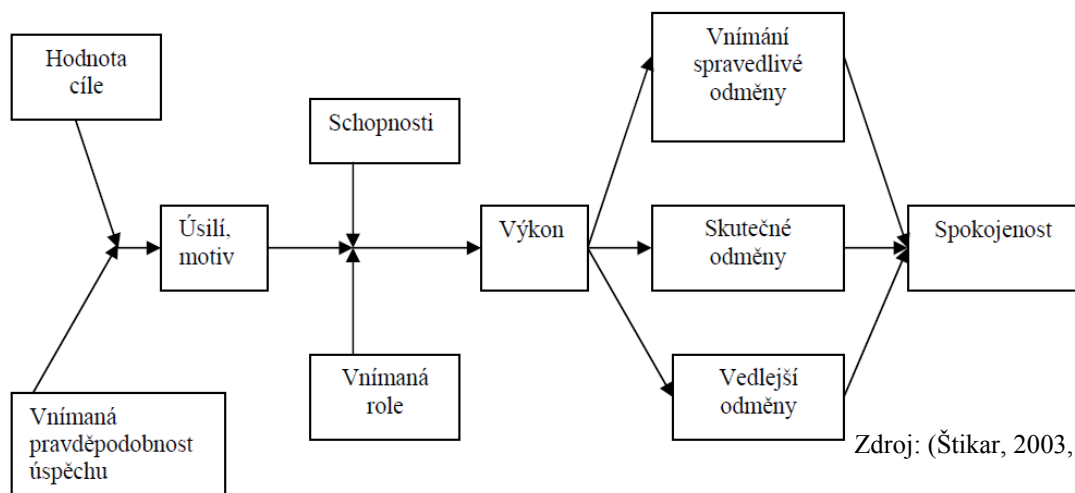 Hodnota
cíle
Vnímaná
pravděpodobnost
úspěchu
Úsilí,
motiv
Schopnosti
Vnímaná
role
Výkon
Vnímání
spravedlivé
odměny
Skutečné
odměny
Vedlejší
odměny
Spokojenost
Zdroj: (Štikar, 2003,